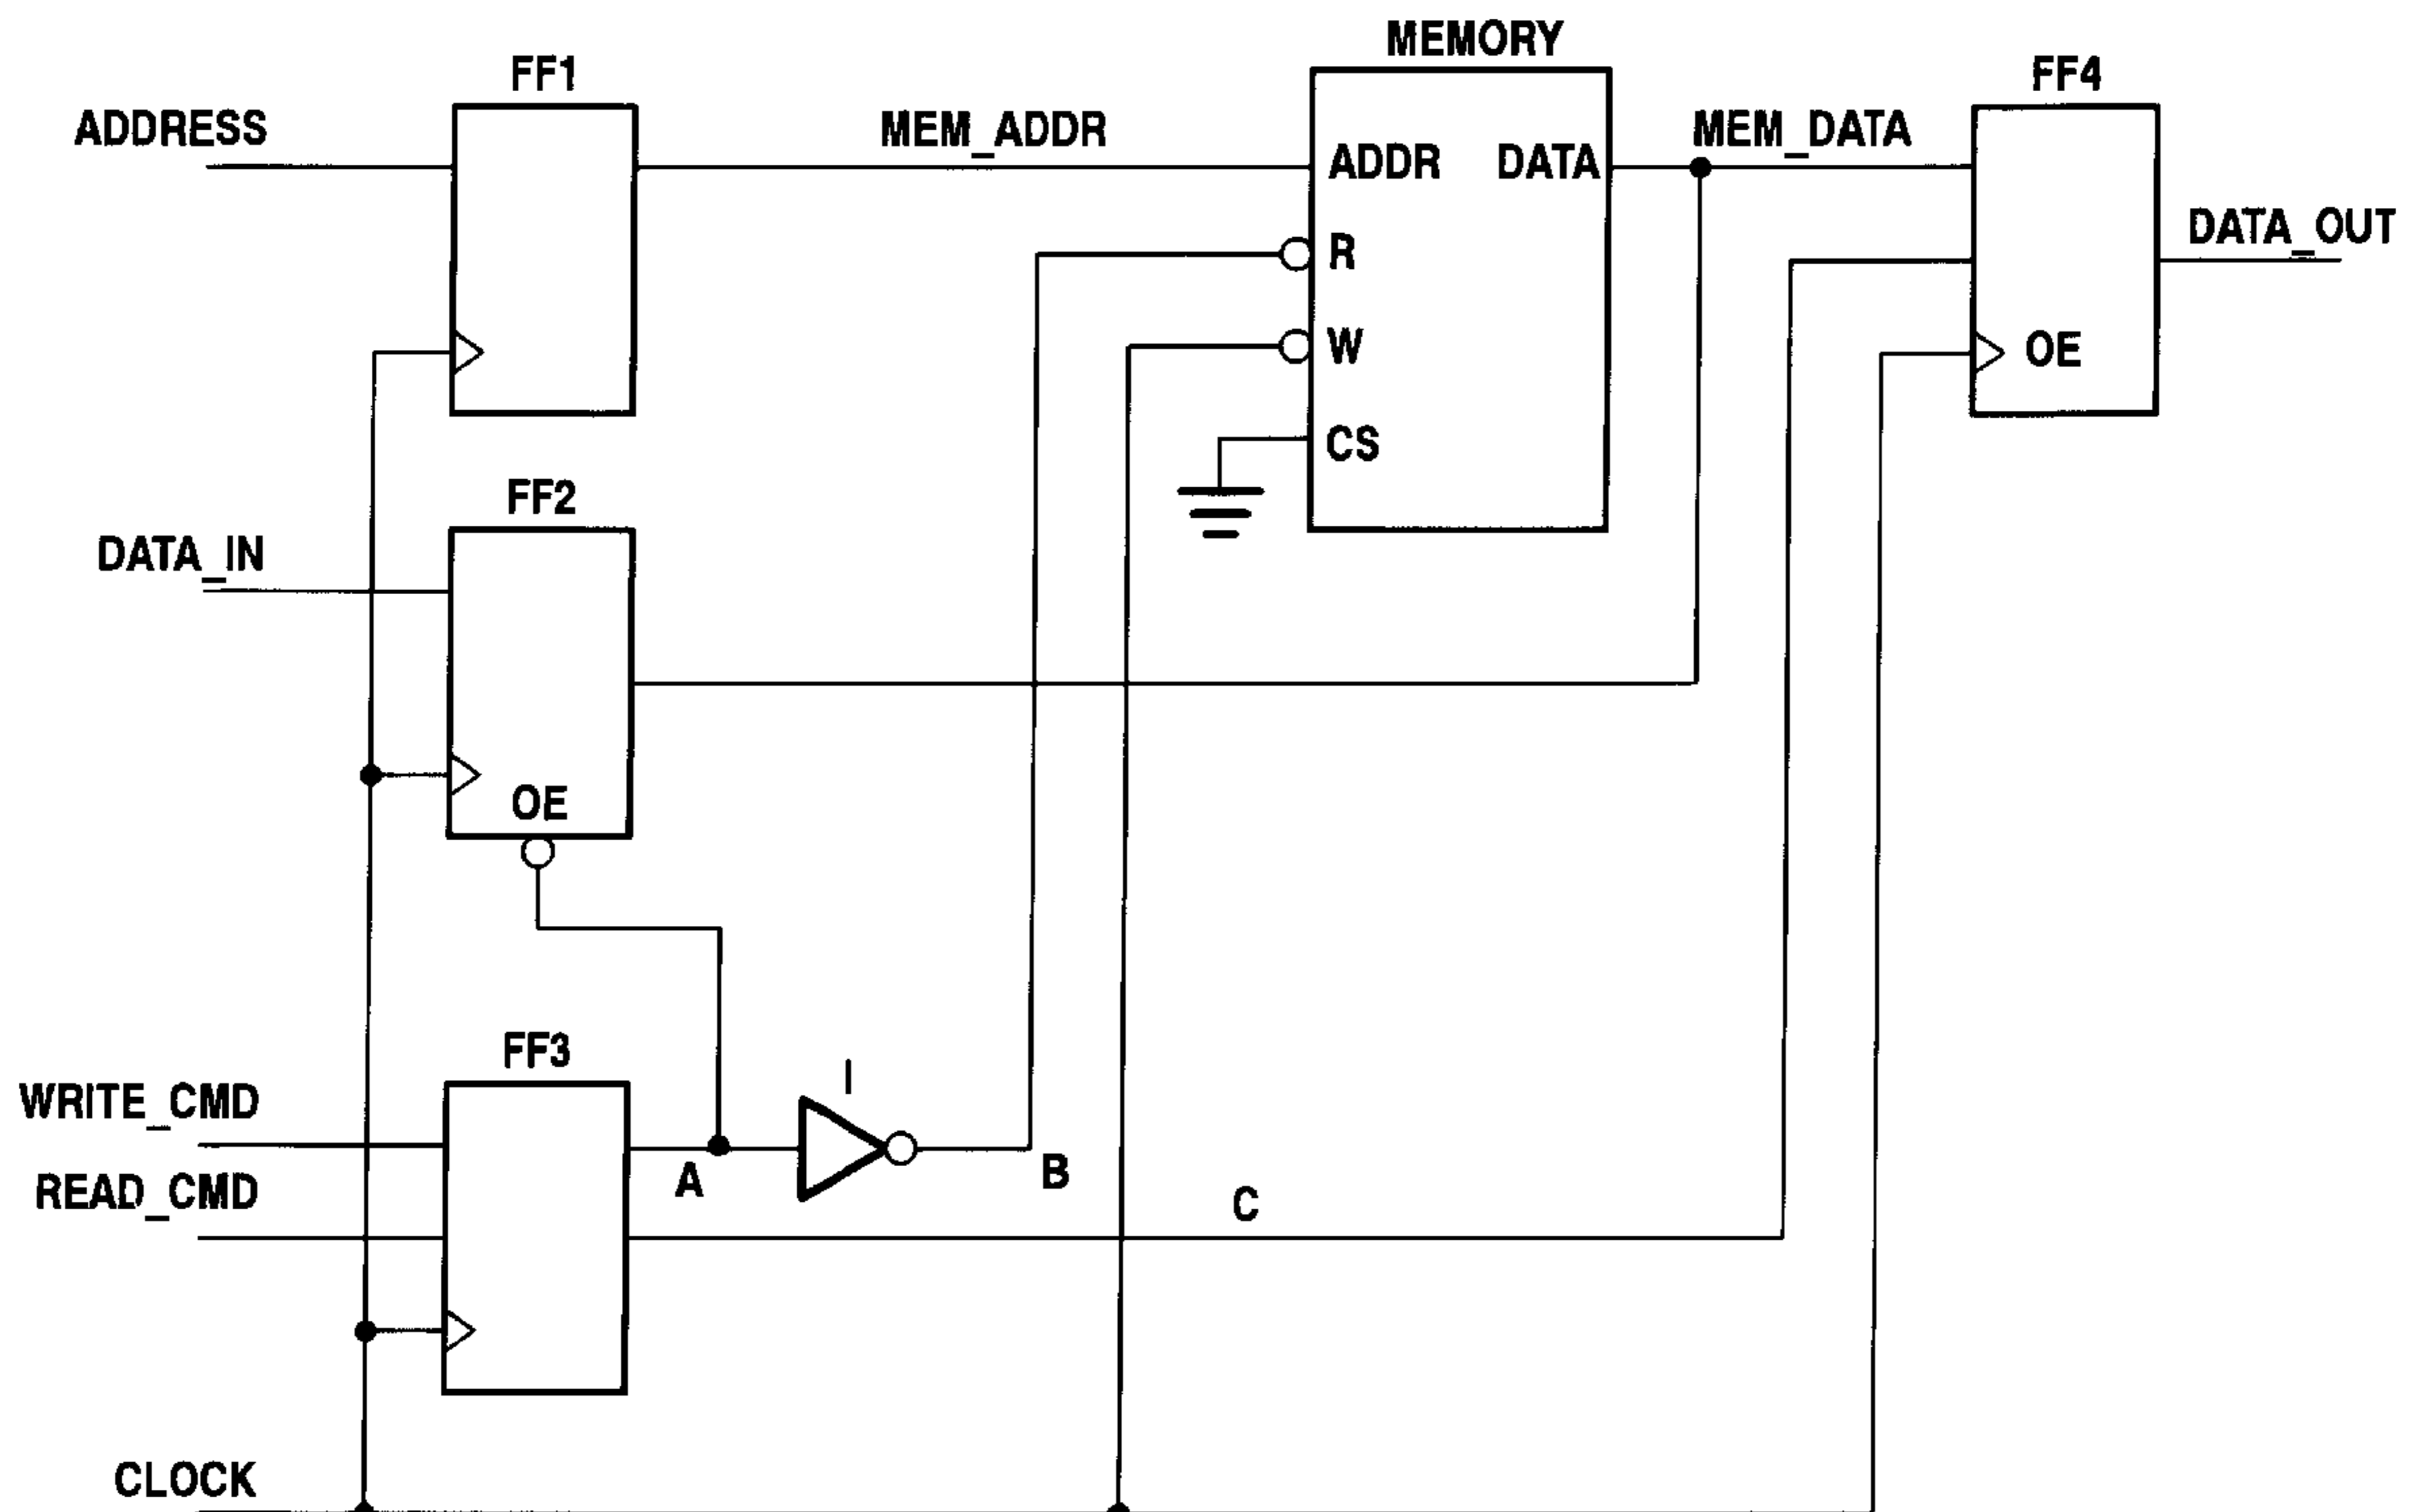 MEMORY
FF1
FF4
ADDRESS
MEM_ADDR
MEM_DATA
ADDR
DATA
DATA_OUT
R
W
OE
CS
FF2
DATA_IN
OE
FF3
I
WRITE_CMD
A
B
READ_CMD
C
CLOCK